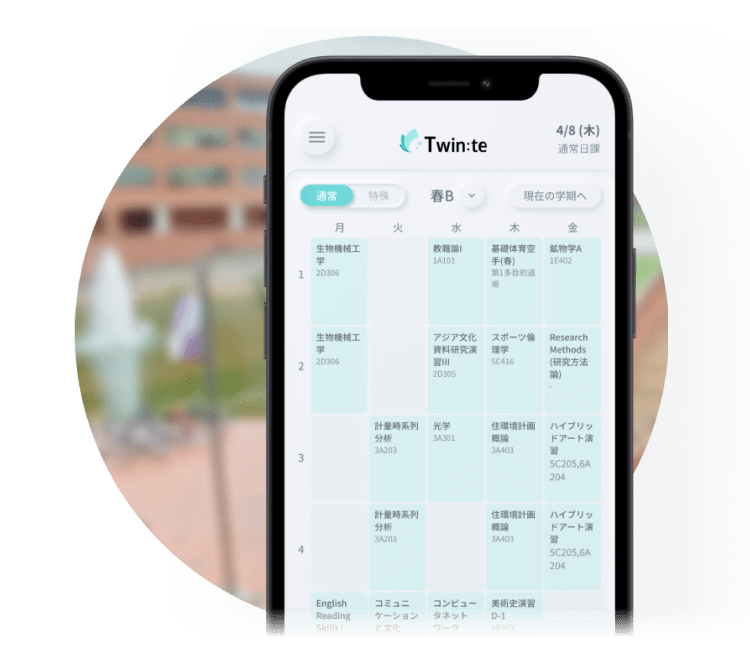 Twin:te
4/8 (木)
通常日課
通常
特殊
春B
現在の学期へ
月
火
水
木
金
1
生物機械工
学
2D306
教職論I
1A101
基礎体育空
手(春)
第1多目的道
場
鉱物学A
1E402
2
生物機械工
学
2D306
アジア文化
資料研究演
習III
2D305
スポーツ倫
理学
5C416
Research
Methods
(研究方法
論)
-
3
計量時系列
分析
3A203
光学
3A301
住環境計画
概論
3A403
ハイブリッ
ドアート演
習
5C205,6A
204
4
計量時系列
分析
3A203
住環境計画
概論
3A403
ハイブリッ
ドアート演
習
5C205,6A
204
English
Reading
Skills I
コミュニ
ケーション
と文化
コンピュー
タネット
ワーク
美術史演習
D-1